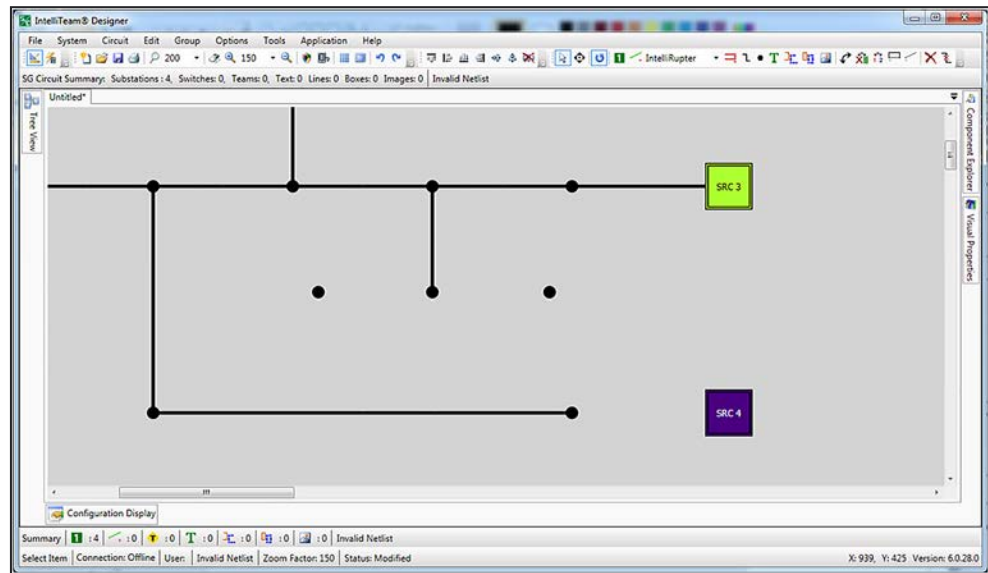 IntelliTeam® Designer
File System Circuit Edit Group Options Tools Application Help
200 150 IntelliRupter T
SG Circuit Summary: Substations : 4, Switches: 0, Teams: 0, Text: 0 Lines: 0 Boxes: 0 Images: 0 Invalid Netlist
Tree View
Untitled*
Component Explorer
Visual Properties
SRC 3
SRC 4
Configuration Display
Summary 1 : 4 : 0 T : 0 T : 0 : 0 : 0 : 0 Invalid Netlist
Select Item Connection: Offline User: Invalid Netlist Zoom Factor: 150 Status: Modified X: 939, Y: 425 Version: 6.0.28.0